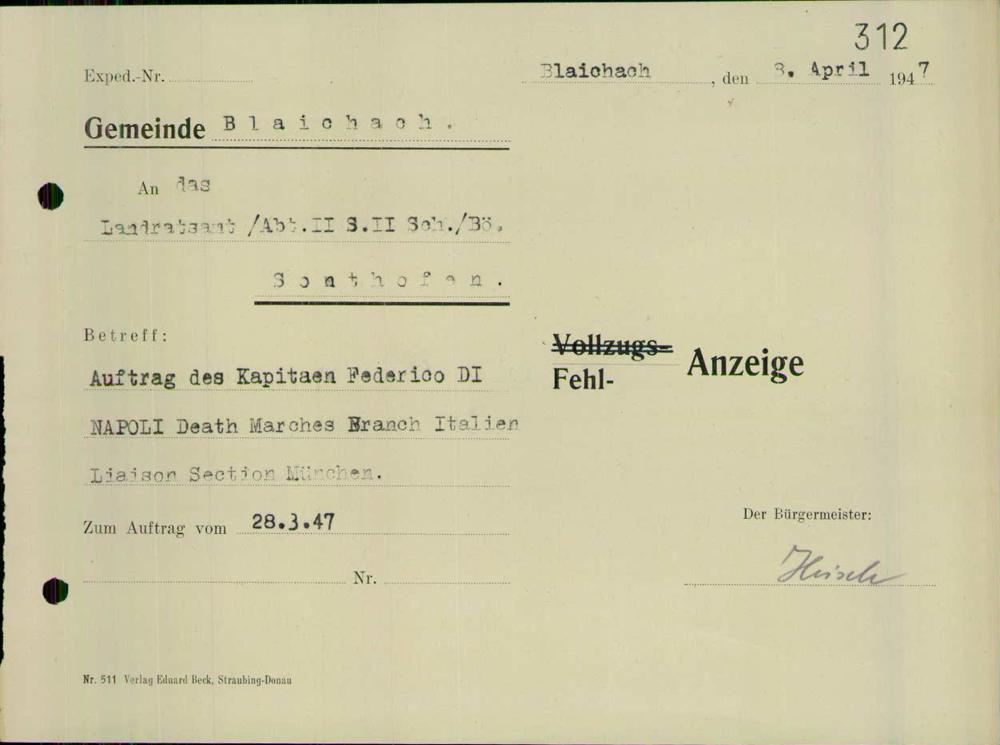 312
Exped.-Nr.
Blaichach, den 8. April 1947
Gemeinde Blaichach.
An das
Landratsamt /Abt.II S.II Sch./Bö.
Sonthofen.
Betreff:
Auftrag des Kapitaen Federico DI
NAPOLI Death Marches Branch Italien
Liaison Section München.
Vollzugs-
Fehl- Anzeige
Zum Auftrag vom 28.3.47
Nr.
Der Bürgermeister:
Nr. 511 Verlag Eduard Beck, Straubing-Donau